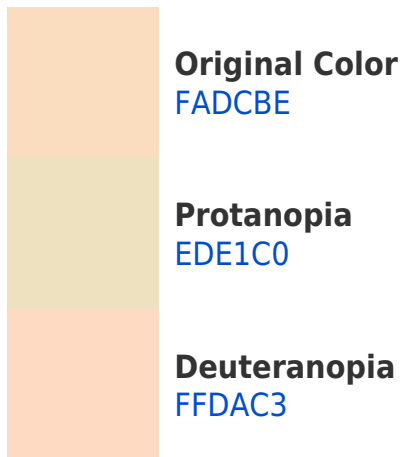 Original Color
FADCBE
Protanopia
EDE1C0
Deuteranopia
FFDAC3